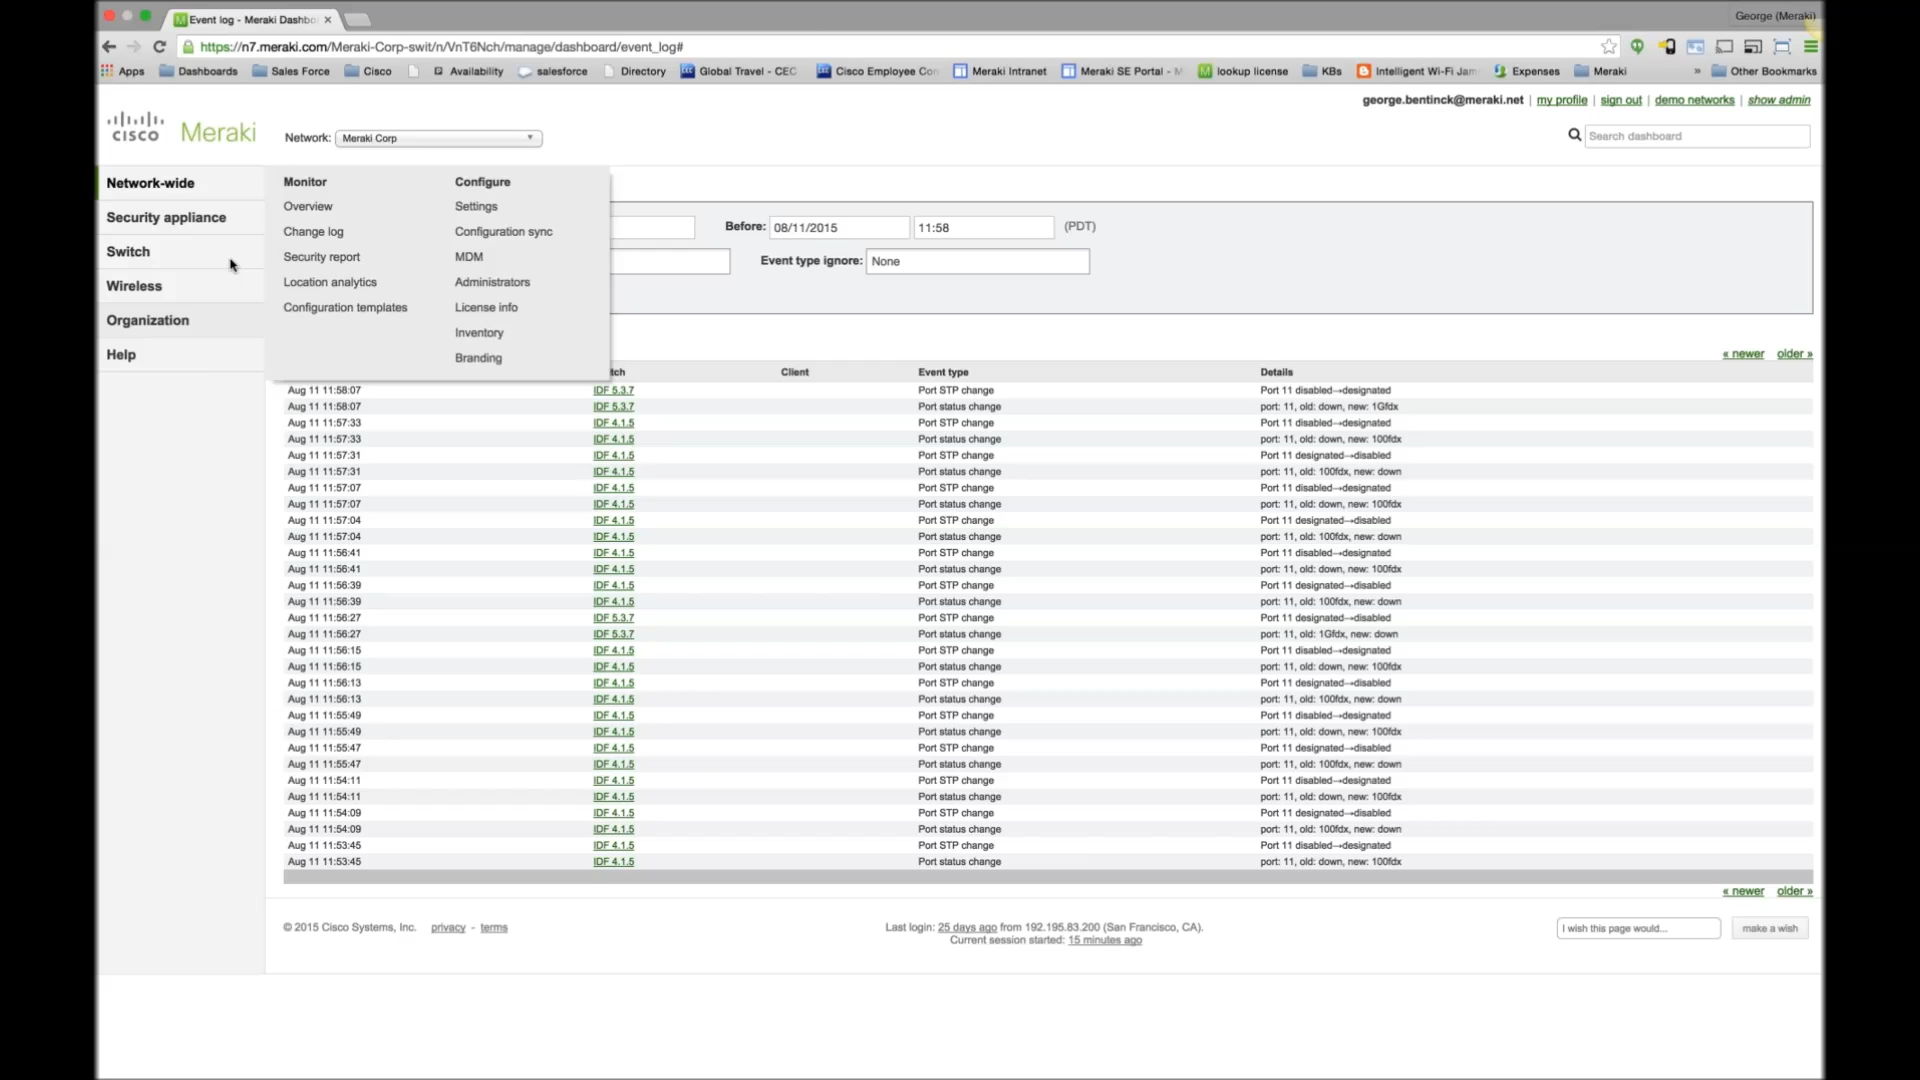 Event log - Meraki Dashbo
George (Meraki)
https://n7.meraki.com/Meraki-Corp-swit/n/VnT6Nch/manage/dashboard/event_log#
Apps Dashboards Sales Force Cisco Availability salesforce Directory Global Travel - CEC Cisco Employee Con Meraki Intranet Meraki SE Portal - M lookup license KBs Intelligent Wi-Fi Jam Expenses Meraki » Other Bookmarks
george.bentinck@meraki.net | my profile | sign out | demo networks | show admin
CISCO Meraki
Network: Meraki Corp
Search dashboard
Network-wide
Security appliance
Switch
Wireless
Organization
Help
Monitor
Overview
Change log
Security report
Location analytics
Configuration templates
Configure
Settings
Configuration sync
MDM
Administrators
License info
Inventory
Branding
Before: 08/11/2015 11:58 (PDT)
Event type ignore: None
« newer older »
tch Client Event type Details
Aug 11 11:58:07 IDF 5.3.7 Port STP change Port 11 disabled→designated
Aug 11 11:58:07 IDF 5.3.7 Port status change port: 11, old: down, new: 1Gfdx
Aug 11 11:57:33 IDF 4.1.5 Port STP change Port 11 disabled→designated
Aug 11 11:57:33 IDF 4.1.5 Port status change port: 11, old: down, new: 100fdx
Aug 11 11:57:31 IDF 4.1.5 Port STP change Port 11 designated→disabled
Aug 11 11:57:31 IDF 4.1.5 Port status change port: 11, old: 100fdx, new: down
Aug 11 11:57:07 IDF 4.1.5 Port STP change Port 11 disabled→designated
Aug 11 11:57:07 IDF 4.1.5 Port status change port: 11, old: down, new: 100fdx
Aug 11 11:57:04 IDF 4.1.5 Port STP change Port 11 designated→disabled
Aug 11 11:57:04 IDF 4.1.5 Port status change port: 11, old: 100fdx, new: down
Aug 11 11:56:41 IDF 4.1.5 Port STP change Port 11 disabled→designated
Aug 11 11:56:41 IDF 4.1.5 Port status change port: 11, old: down, new: 100fdx
Aug 11 11:56:39 IDF 4.1.5 Port STP change Port 11 designated→disabled
Aug 11 11:56:39 IDF 4.1.5 Port status change port: 11, old: 100fdx, new: down
Aug 11 11:56:27 IDF 5.3.7 Port STP change Port 11 designated→disabled
Aug 11 11:56:27 IDF 5.3.7 Port status change port: 11, old: 1Gfdx, new: down
Aug 11 11:56:15 IDF 4.1.5 Port STP change Port 11 disabled→designated
Aug 11 11:56:15 IDF 4.1.5 Port status change port: 11, old: down, new: 100fdx
Aug 11 11:56:13 IDF 4.1.5 Port STP change Port 11 designated→disabled
Aug 11 11:56:13 IDF 4.1.5 Port status change port: 11, old: 100fdx, new: down
Aug 11 11:55:49 IDF 4.1.5 Port STP change Port 11 disabled→designated
Aug 11 11:55:49 IDF 4.1.5 Port status change port: 11, old: down, new: 100fdx
Aug 11 11:55:47 IDF 4.1.5 Port STP change Port 11 designated→disabled
Aug 11 11:55:47 IDF 4.1.5 Port status change port: 11, old: 100fdx, new: down
Aug 11 11:54:11 IDF 4.1.5 Port STP change Port 11 disabled→designated
Aug 11 11:54:11 IDF 4.1.5 Port status change port: 11, old: down, new: 100fdx
Aug 11 11:54:09 IDF 4.1.5 Port STP change Port 11 designated→disabled
Aug 11 11:54:09 IDF 4.1.5 Port status change port: 11, old: 100fdx, new: down
Aug 11 11:53:45 IDF 4.1.5 Port STP change Port 11 disabled→designated
Aug 11 11:53:45 IDF 4.1.5 Port status change port: 11, old: down, new: 100fdx
« newer older »
© 2015 Cisco Systems, Inc. privacy - terms
Last login: 25 days ago from 192.195.83.200 (San Francisco, CA).
Current session started: 15 minutes ago
I wish this page would... make a wish